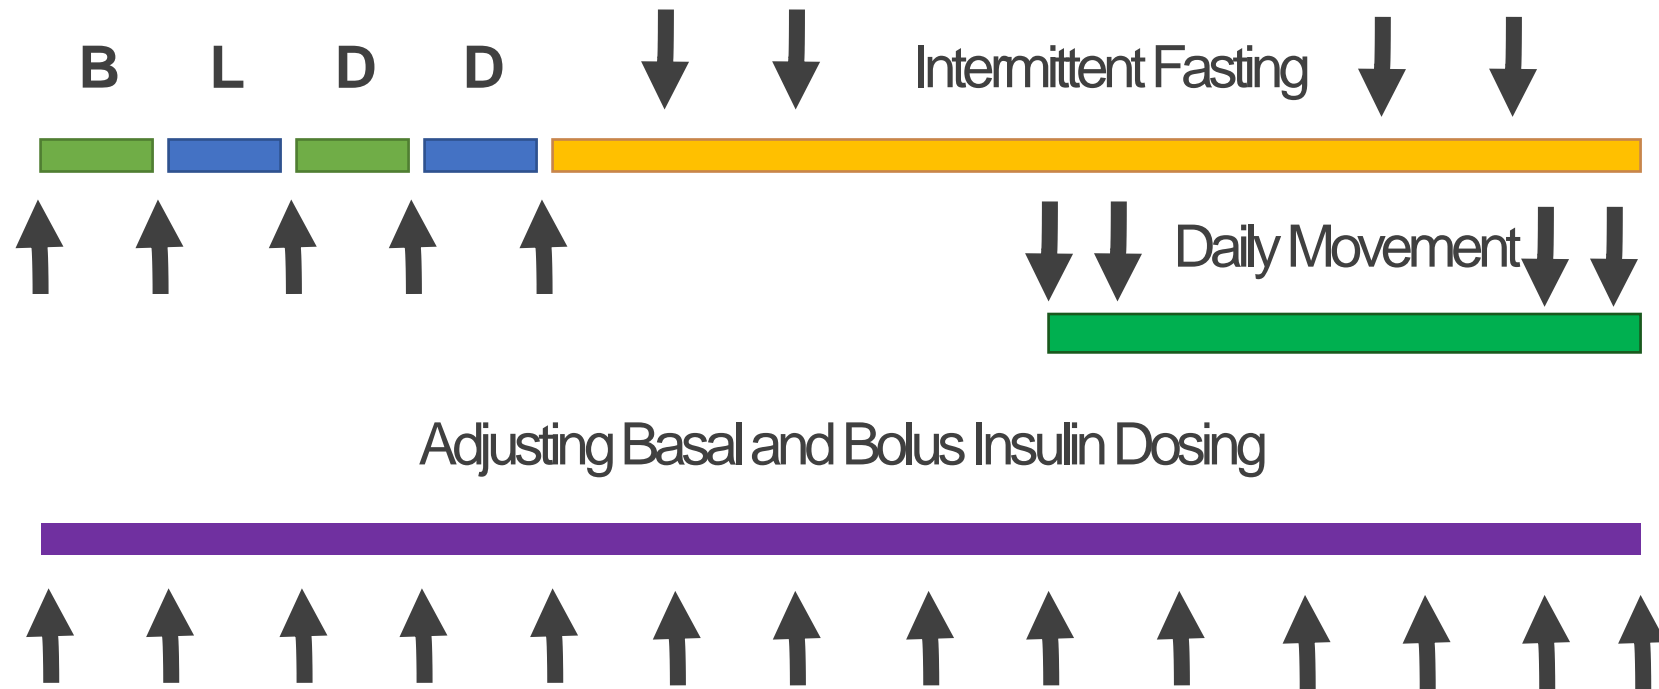 B L D D Intermittent Fasting
Daily Movement
Adjusting Basal and Bolus Insulin Dosing